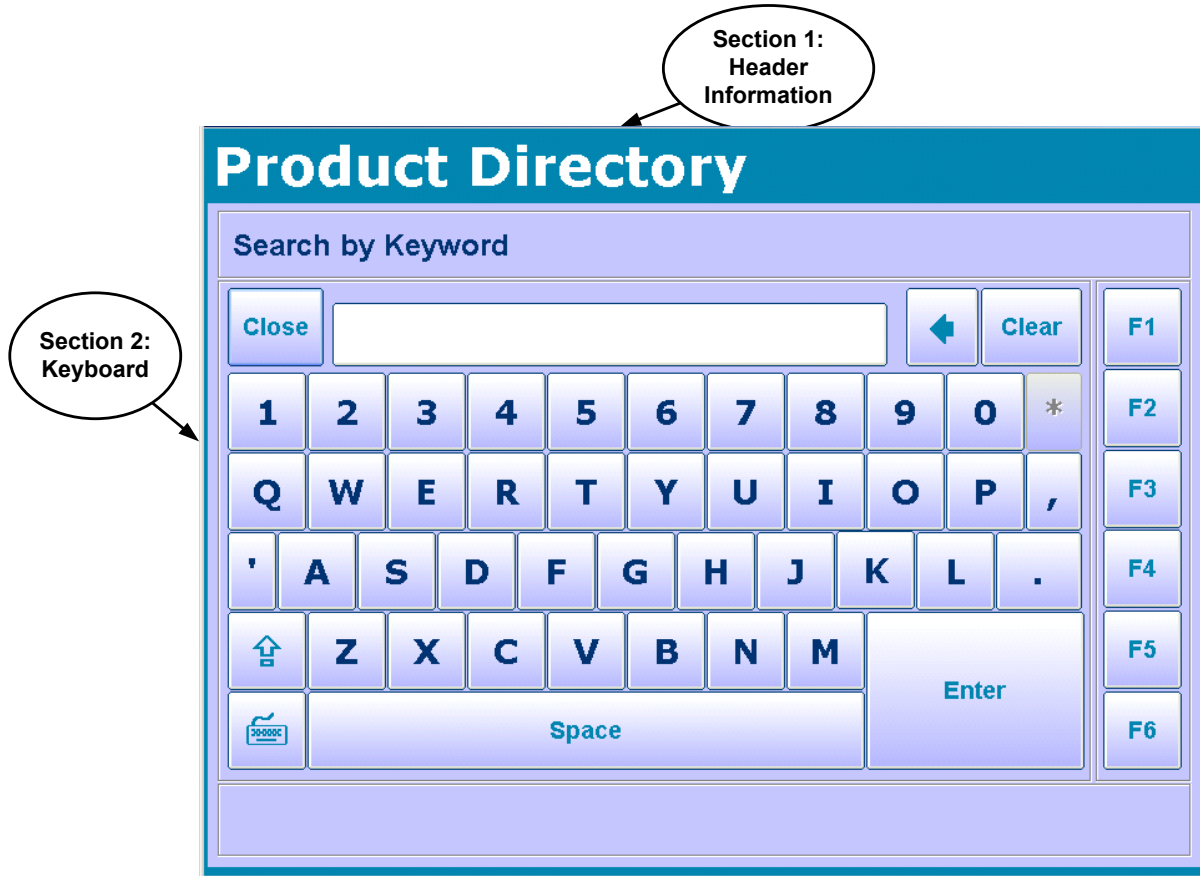 Section 1:
Header
Information
Product Directory
Search by Keyword
Section 2:
Keyboard
Close
Clear
F1
1 2 3 4 5 6 7 8 9 0 *
F2
Q W E R T Y U I O P ,
F3
' A S D F G H J K L .
F4
Z X C V B N M
F5
Enter
Space
F6